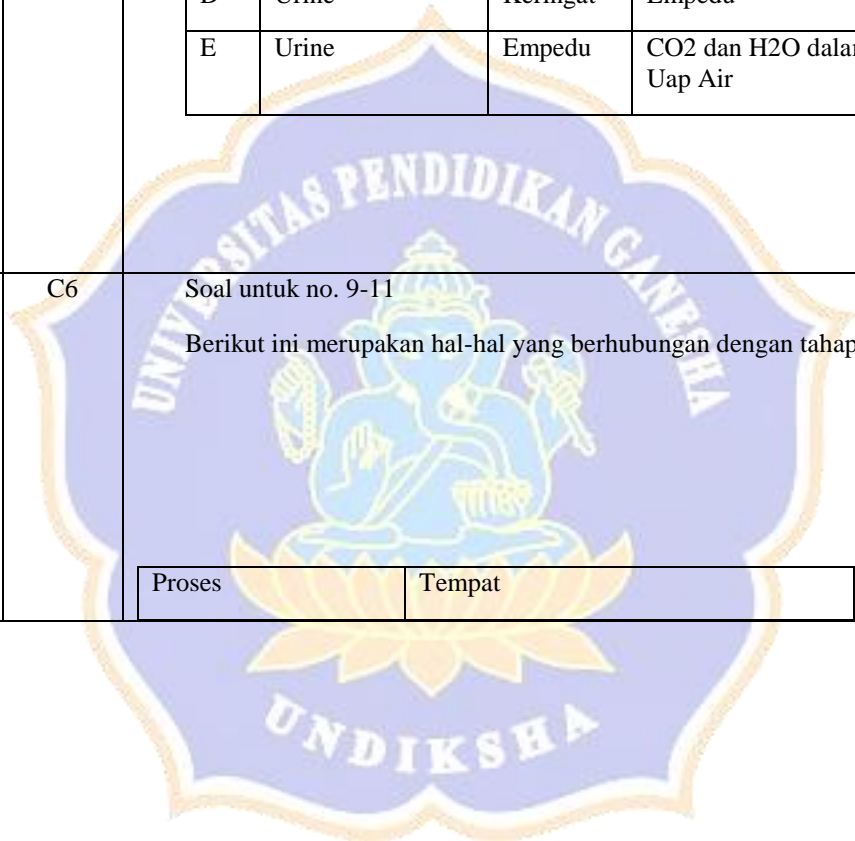 Urine Keringat Empedu
E Urine Empedu CO2 dan H2O
Uap Air
UNIVERSITAS PENDIDIKAN GANESHA
C6 Soal untuk no. 9-11
Berikut ini merupakan hal-hal yang berhubungan dengan tahap
Proses Tempat
UNDIKSHA